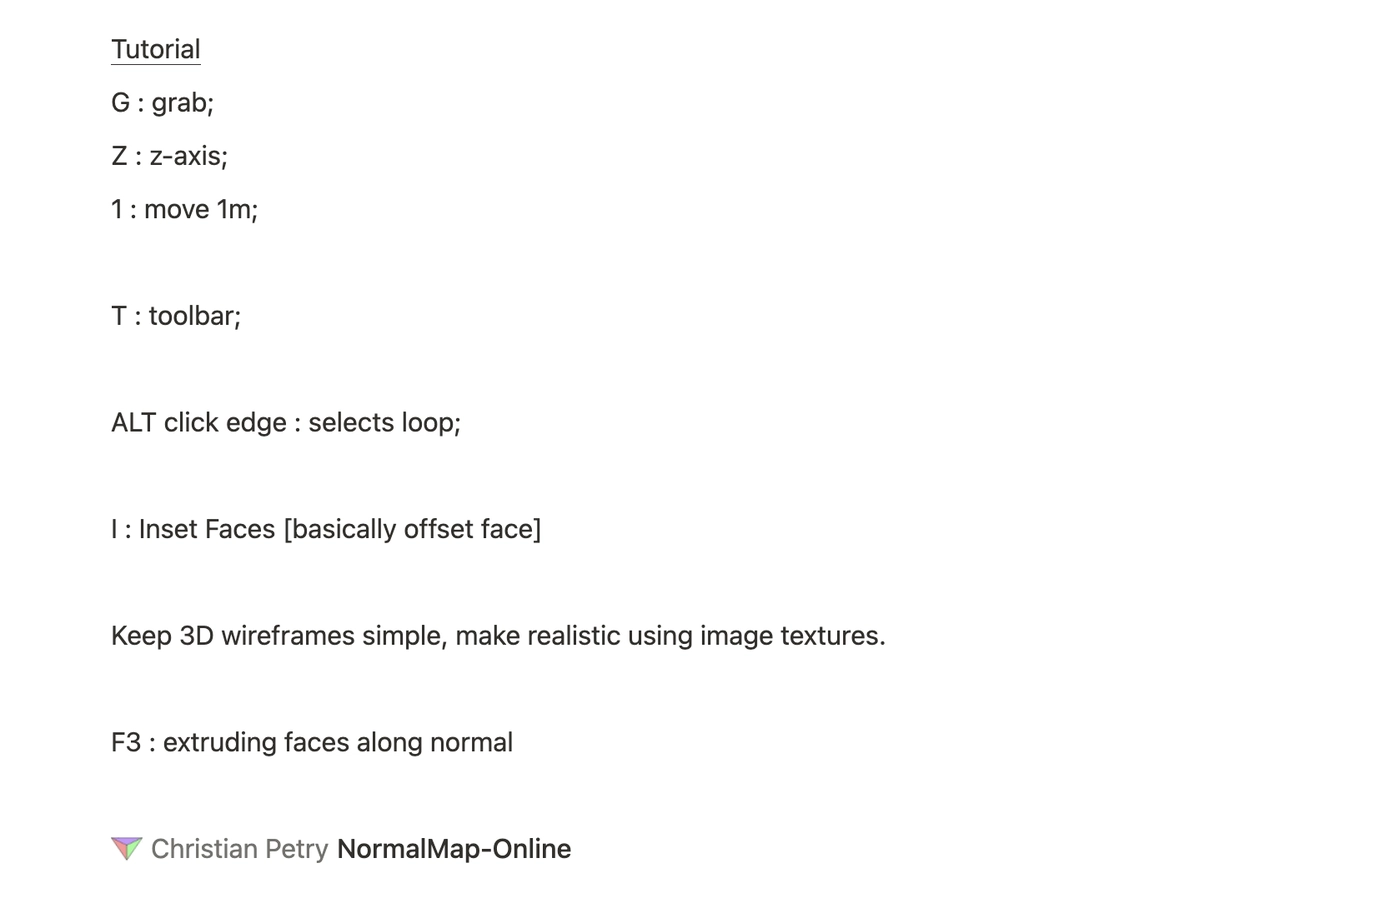 Tutorial
G : grab;
Z : z-axis;
1 : move 1m;
T : toolbar;
ALT click edge : selects loop;
I : Inset Faces [basically offset face]
Keep 3D wireframes simple, make realistic using image textures.
F3 : extruding faces along normal
Christian Petry NormalMap-Online